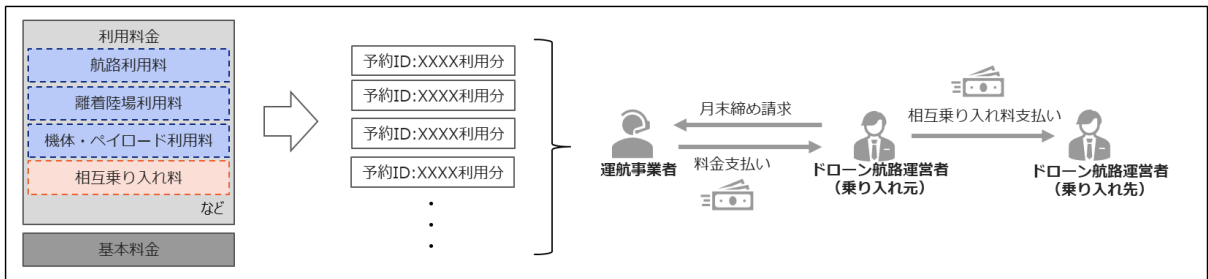 利用料金
航路利用料
離着陸場利用料
機体・ペイロード利用料
相互乗り入れ料
など
基本料金
予約ID:XXXX利用分
予約ID:XXXX利用分
予約ID:XXXX利用分
予約ID:XXXX利用分
・
・
・
運航事業者
月末締め請求
料金支払い
ドローン航路運営者
（乗り入れ元）
相互乗り入れ料支払い
ドローン航路運営者
（乗り入れ先）